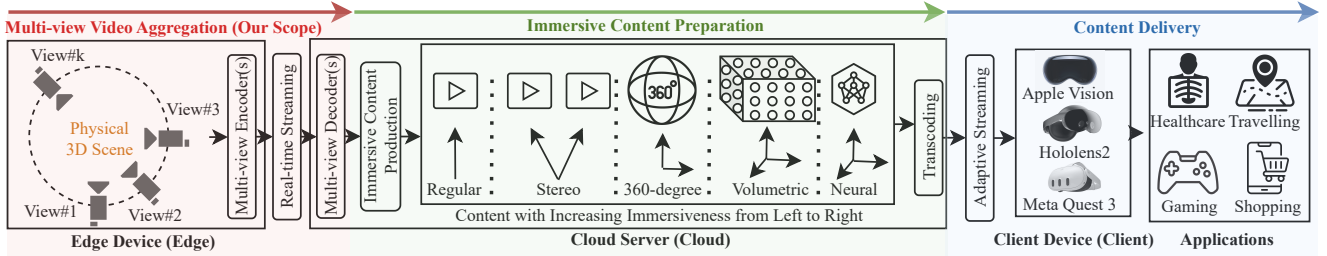 Multi-view Video Aggregation (Our Scope)
Immersive Content Preparation
Content Delivery
View#k
View#3
Physical
3D Scene
View#1
View#2
Edge Device (Edge)
Multi-view Encoder(s)
Real-time Streaming
Multi-view Decoder(s)
Immersive Content
Production
360°
Regular
Stereo
360-degree
Volumetric
Neural
Content with Increasing Immersiveness from Left to Right
Transcoding
Cloud Server (Cloud)
Adaptive Streaming
Apple Vision
Hololens2
Meta Quest 3
Client Device (Client)
Healthcare
Travelling
Gaming
Shopping
Applications